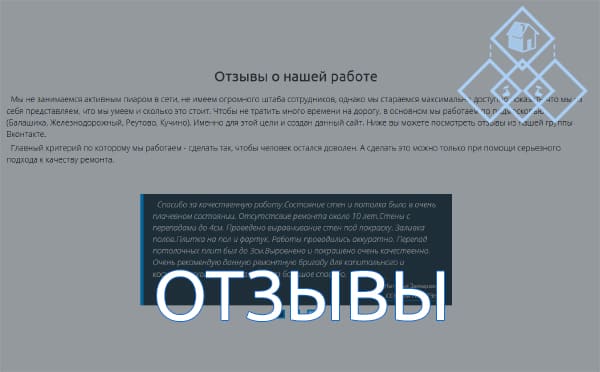 Отзывы о нашей работе
Мы не занимаемся активным пиаром в сети, не имеем огромного штаба сотрудников, однако мы стараемся максимально доступно показать что мы из
себя представляем, что мы умеем и сколько это стоит. Чтобы не тратить много времени на дорогу, в основном мы работаем по подмосковью
(Балашиха, Железнодорожный, Реутово, Кучино). Именно для этой цели и создан данный сайт. Ниже вы можете посмотреть отзывы из нашей группы
Вконтакте.
Главный критерий по которому мы работаем - сделать так, чтобы человек остался доволен. А сделать это можно только при помощи серьезного
подхода к качеству ремонта.
Спасибо за качественную работу.Состояние стен и потолка было в очень
плачевном состоянии. Отсутствие ремонта около 10 лет.Стены с
перепадами до 4см. Проведено выравнивание стен под покраску. Заливка
полов.Плитка на пол и фартук. Работы проводились аккуратно. Перепад
потолочных плит был до 3см.Выровнено и покрашено очень качественно.
Очень рекомендую данную ремонтную бригаду для капитального и
большое
ОТЗЫВЫ